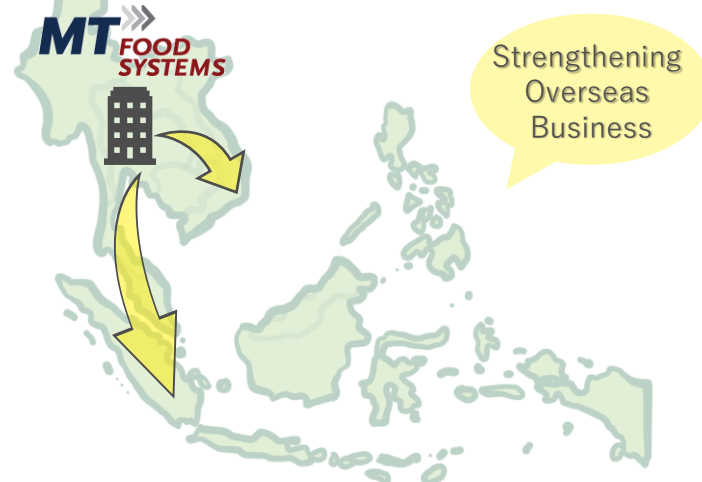 MT FOOD
SYSTEMS
Strengthening
Overseas
Business